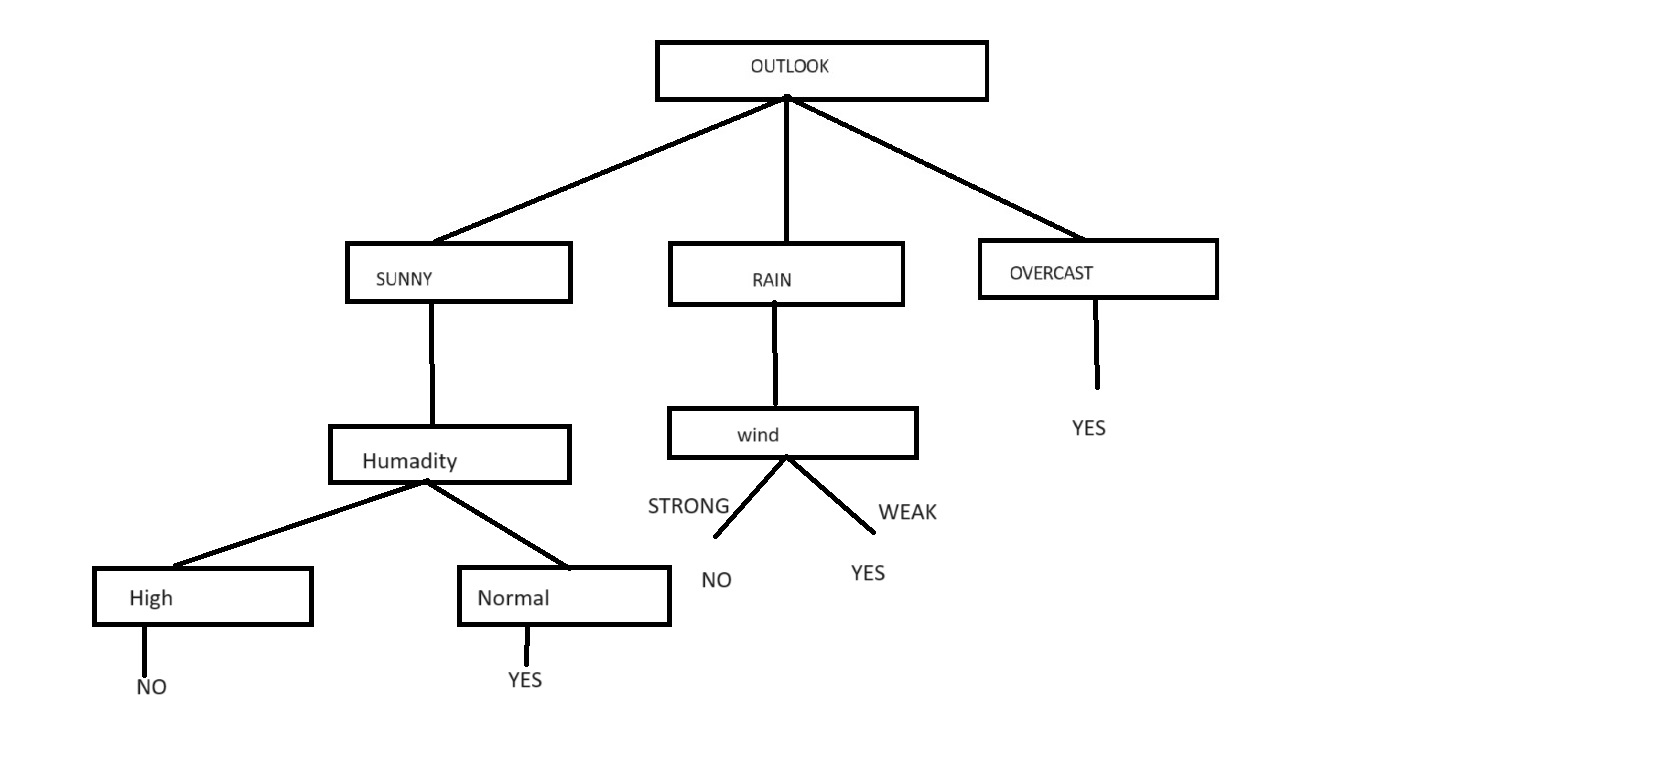 OUTLOOK
SUNNY
RAIN
OVERCAST
Humadity
wind
YES
STRONG
WEAK
High
Normal
NO
YES
NO
YES